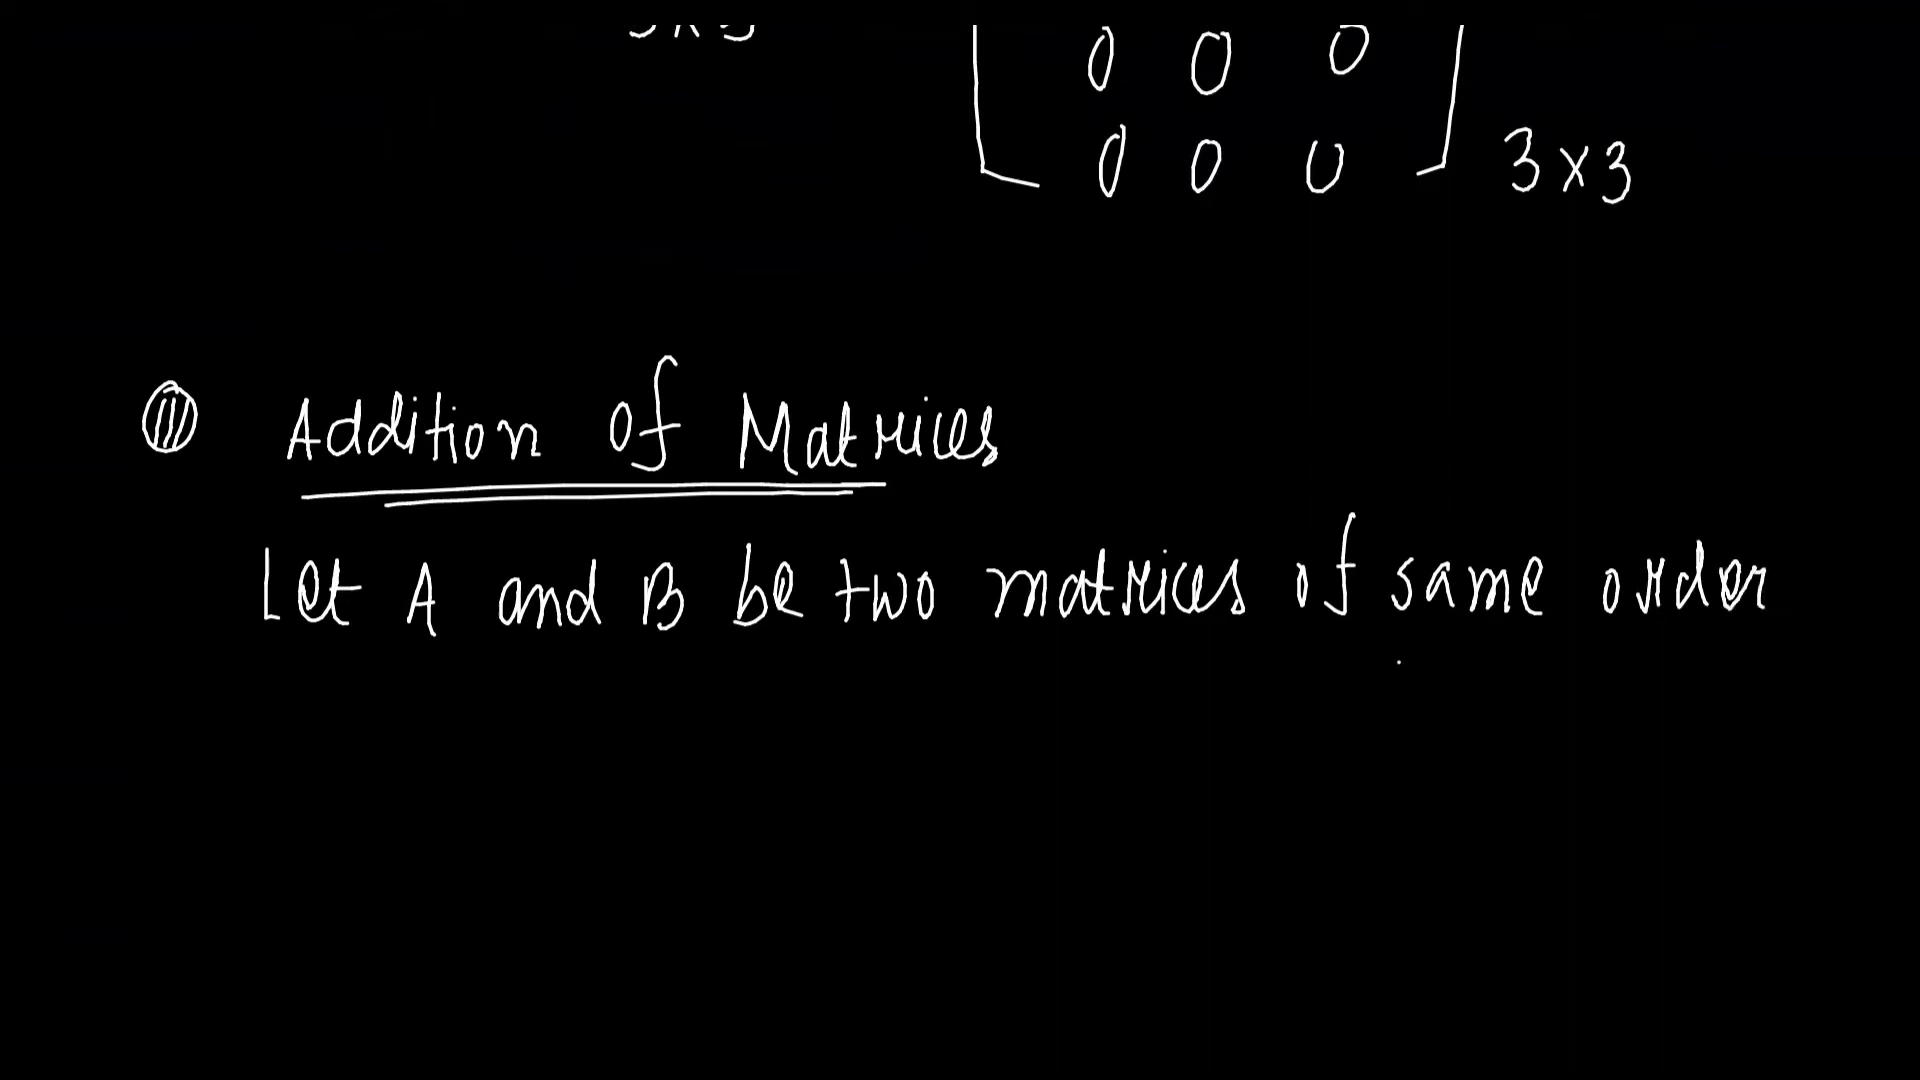 0 0 0
0 0 0 3x3
(III) Addition of Matrices
Let A and B be two matrices of same order